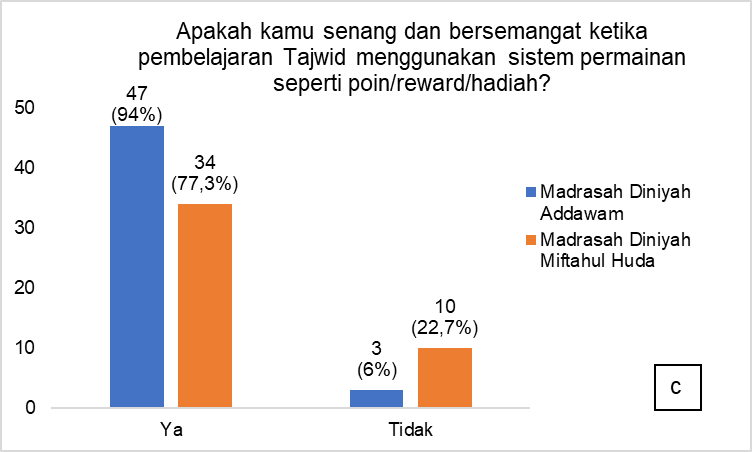 Apakah kamu senang dan bersemangat ketika
pembelajaran Tajwid menggunakan sistem permainan
seperti poin/reward/hadiah?
50
40
30
20
10
0
47
(94%)
34
(77,3%)
3
(6%)
10
(22,7%)
Ya
Tidak
Madrasah Diniyah
Addawam
Madrasah Diniyah
Miftahul Huda
c